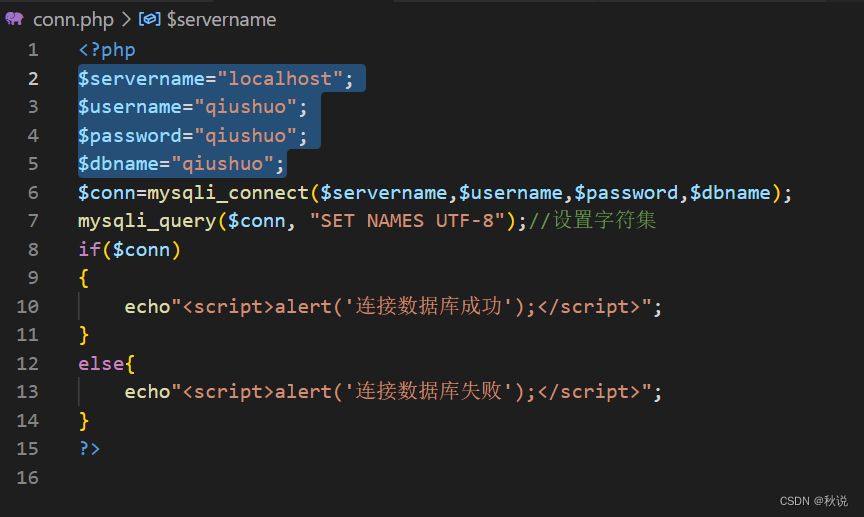 conn.php > $servername
1 <?php
2 $servername="localhost";
3 $username="qiushuo";
4 $password="qiushuo";
5 $dbname="qiushuo";
6 $conn=mysqli_connect($servername,$username,$password,$dbname);
7 mysqli_query($conn, "SET NAMES UTF-8");//设置字符集
8 if($conn)
9 {
10     echo"<script>alert('连接数据库成功');</script>";
11 }
12 else{
13     echo"<script>alert('连接数据库失败');</script>";
14 }
15 ?>
16
CSDN @秋说